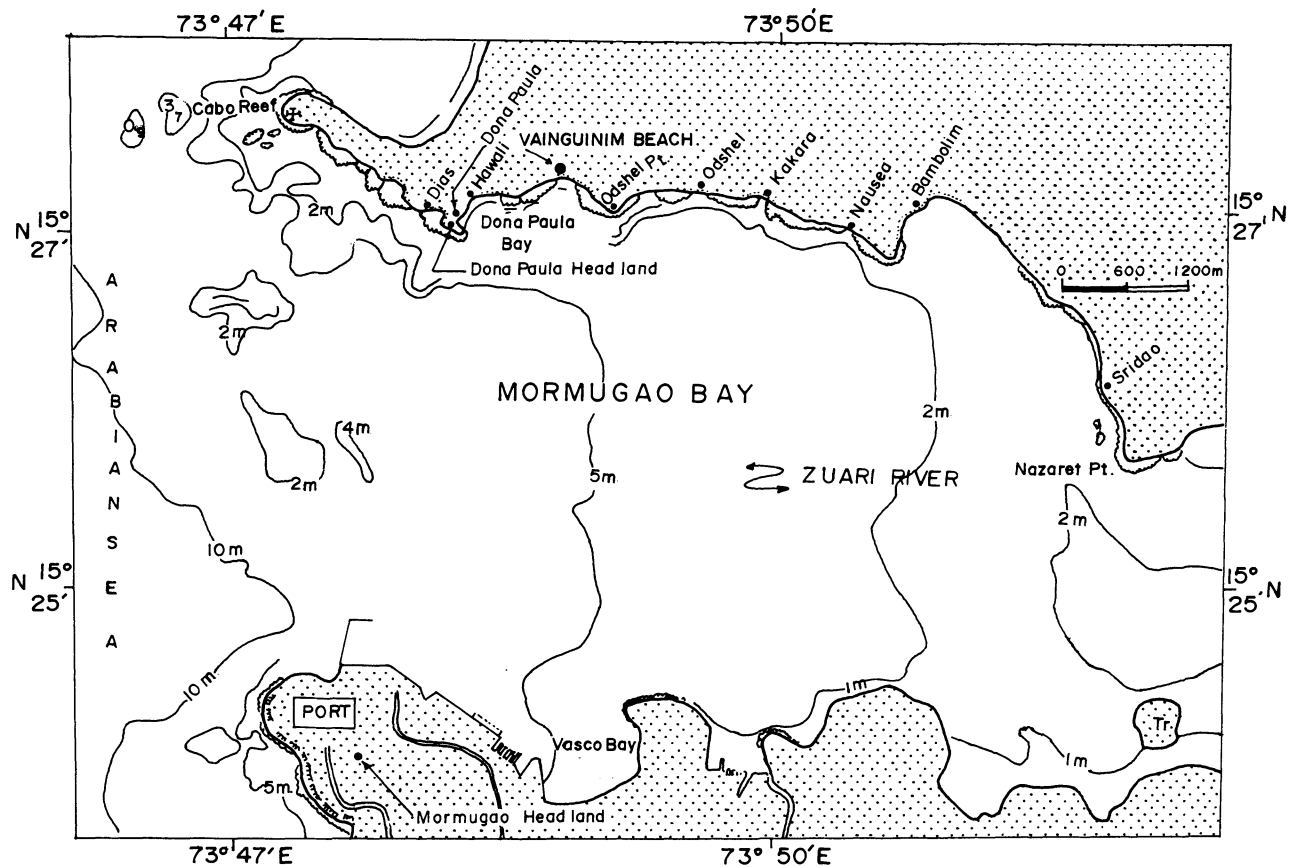 73° 47′ E
73° 50′E
3
7
Cabo Reef
Dona Paula
VAINGUINIM BEACH
Dias
Hawali
Odshel Pt.
Odshel
Kakara
Nausea
Bambolim
2m
N 15° 27′
15° 27′ N
Dona Paula
Bay
Dona Paula Head land
0 600 1200m
2m
ARABIAN SEA
MORMUGAO BAY
Sridao
2m
4m
2m
5m
ZUARI RIVER
Nazaret Pt.
2m
10m
N 15° 25′
15° 25′ N
10m
1m
PORT
Vasco Bay
Tr.
1m
5m
Mormugao Head land
73° 47′ E
73° 50′ E